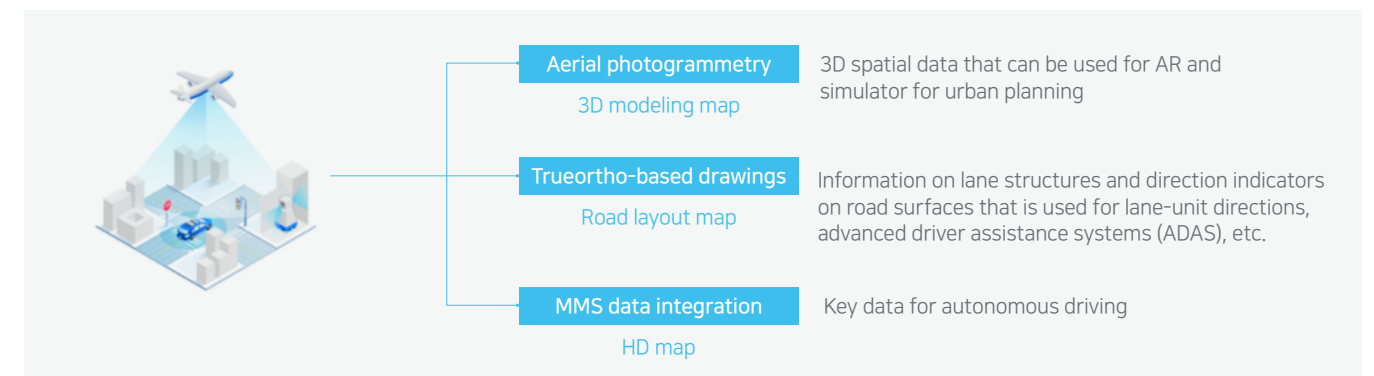 Aerial photogrammetry
3D modeling map
3D spatial data that can be used for AR and
simulator for urban planning
Trueortho-based drawings
Road layout map
Information on lane structures and direction indicators
on road surfaces that is used for lane-unit directions,
advanced driver assistance systems (ADAS), etc.
MMS data integration
HD map
Key data for autonomous driving